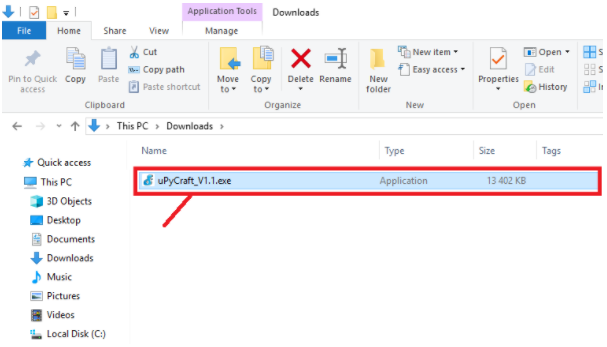 Application Tools Downloads
File Home Share View Manage
Pin to Quick access
Copy
Paste
Cut
Copy path
Paste shortcut
Clipboard
Move to
Copy to
Delete
Rename
Organize
New folder
New item
Easy access
New
Properties
Open
Edit
History
Open
This PC > Downloads >
Name Type Size Tags
uPyCraft_V1.1.exe Application 13 402 KB
Quick access
This PC
3D Objects
Desktop
Documents
Downloads
Music
Pictures
Videos
Local Disk (C:)